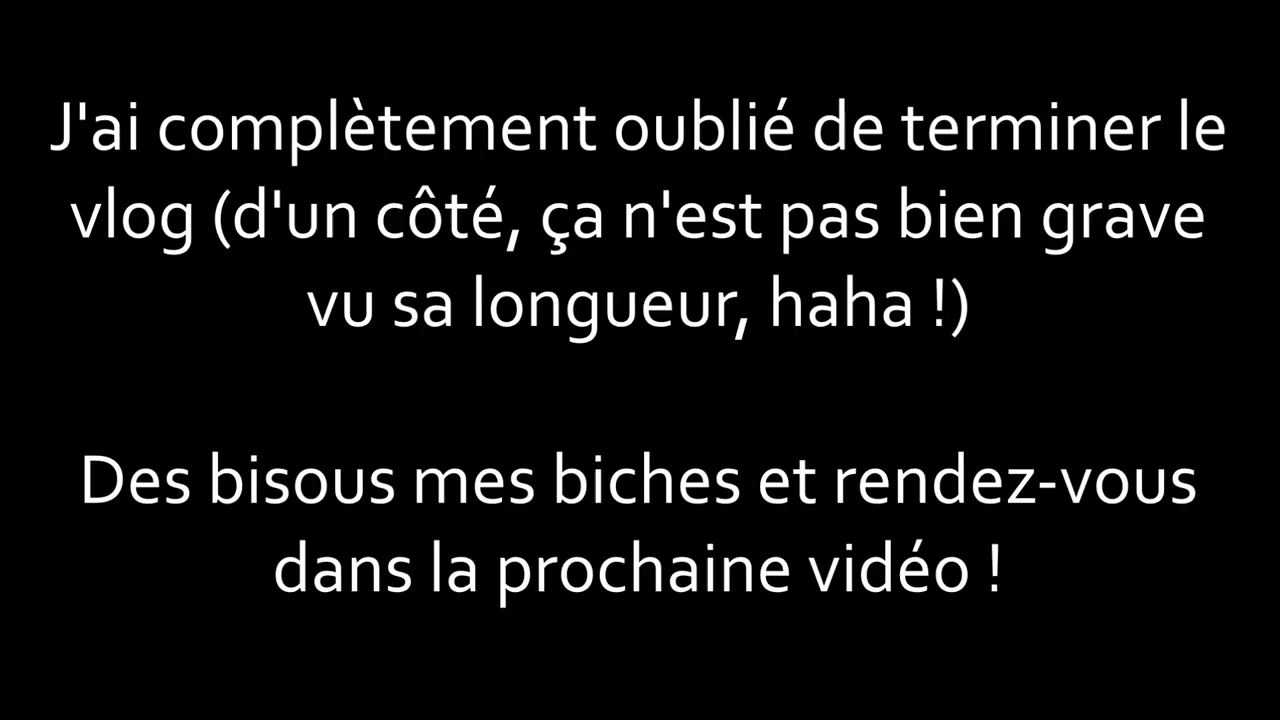 J'ai complètement oublié de terminer le
vlog (d'un côté, ça n'est pas bien grave
vu sa longueur, haha !)
Des bisous mes biches et rendez-vous
dans la prochaine vidéo !